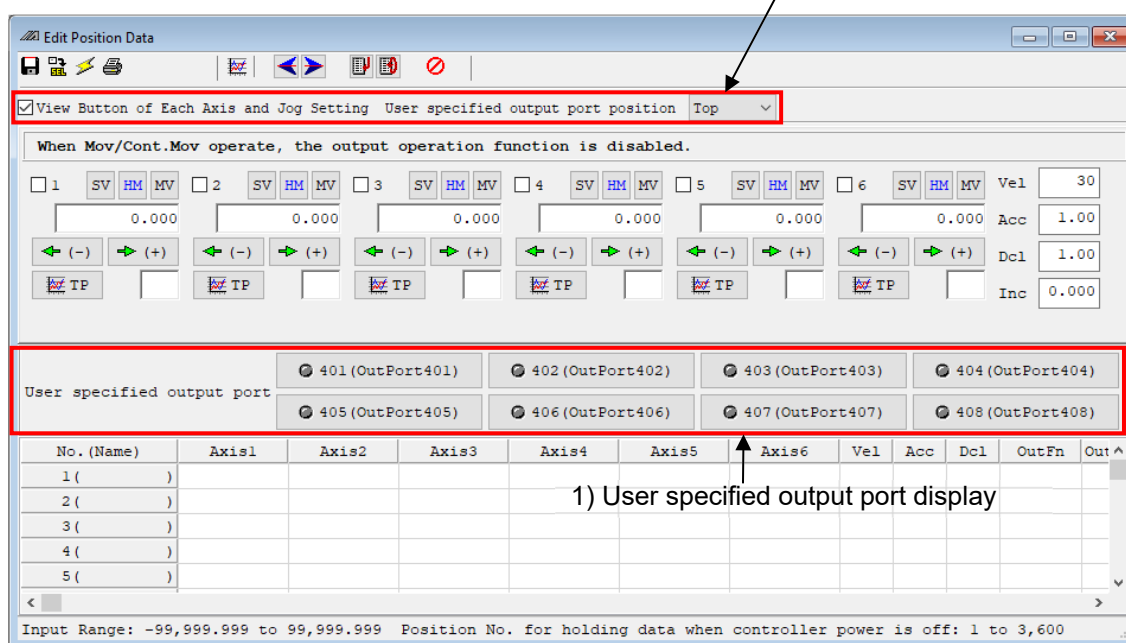 Edit Position Data
SEL
View Button of Each Axis and Jog Setting User specified output port position Top
When Mov/Cont.Mov operate, the output operation function is disabled.
1 SV HM MV 2 SV HM MV 3 SV HM MV 4 SV HM MV 5 SV HM MV 6 SV HM MV Vel 30
0.000 0.000 0.000 0.000 0.000 0.000 Acc 1.00
(-) (+) (-) (+) (-) (+) (-) (+) (-) (+) (-) (+) Dcl 1.00
TP TP TP TP TP TP Inc 0.000
User specified output port
401(OutPort401) 402(OutPort402) 403(OutPort403) 404(OutPort404)
405(OutPort405) 406(OutPort406) 407(OutPort407) 408(OutPort408)
No.(Name) Axis1 Axis2 Axis3 Axis4 Axis5 Axis6 Vel Acc Dcl OutFn Out
1( )
2( )
1) User specified output port display
3( )
4( )
5( )
Input Range: -99,999.999 to 99,999.999 Position No. for holding data when controller power is off: 1 to 3,600